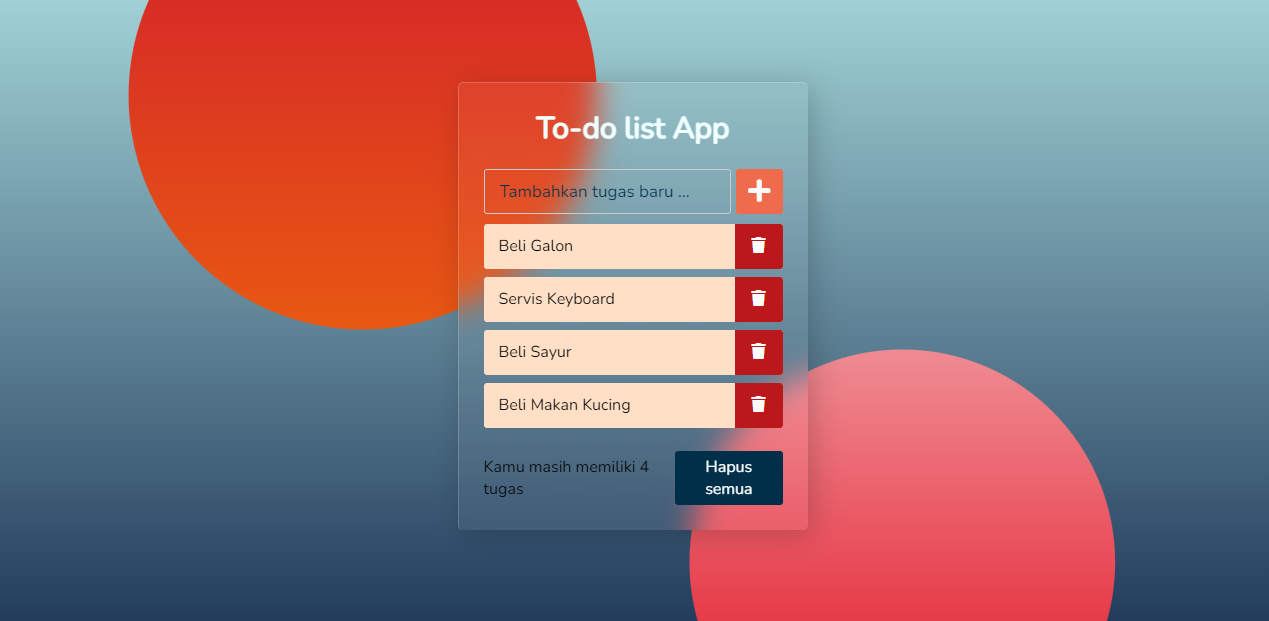 To-do list App
Tambahkan tugas baru ...
Beli Galon
Servis Keyboard
Beli Sayur
Beli Makan Kucing
Kamu masih memiliki 4
tugas
Hapus
semua